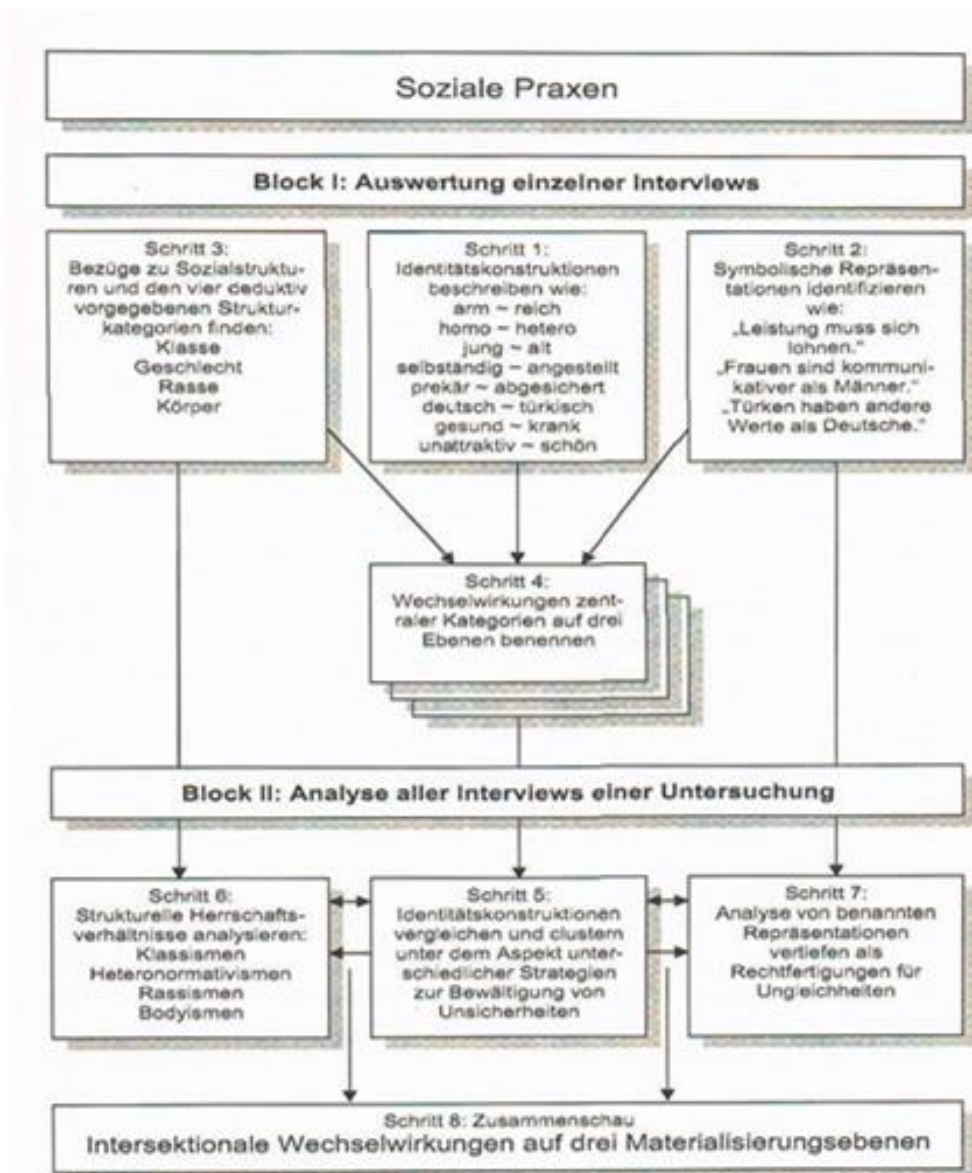 Soziale Praxen
Block I: Auswertung einzelner Interviews
Schritt 3:
Bezüge zu Sozialstruktu-
ren und den vier deduktiv
vorgegebenen Struktur-
kategorien finden:
Klasse
Geschlecht
Rasse
Körper
Schritt 1:
Identitätskonstruktionen
beschreiben wie:
arm ~ reich
homo ~ hetero
jung ~ alt
selbständig ~ angestellt
prekär ~ abgesichert
deutsch ~ türkisch
gesund ~ krank
unattraktiv ~ schön
Schritt 2:
Symbolische Repräsen-
tationen identifizieren
wie:
„Leistung muss sich
lohnen.“
„Frauen sind kommuni-
kativer als Männer.“
„Türken haben andere
Werte als Deutsche.“
Schritt 4:
Wechselwirkungen zent-
raler Kategorien auf drei
Ebenen benennen
Block II: Analyse aller Interviews einer Untersuchung
Schritt 6:
Strukturelle Herrschafts-
verhältnisse analysieren:
Klassismen
Heteronormativismen
Rassismen
Bodyismen
Schritt 5:
Identitätskonstruktionen
vergleichen und clustern
unter dem Aspekt unter-
schiedlicher Strategien
zur Bewältigung von
Unsicherheiten
Schritt 7:
Analyse von benannten
Repräsentationen
vertiefen als
Rechtfertigungen für
Ungleichheiten
Schritt 8: Zusammenschau
Intersektionale Wechselwirkungen auf drei Materialisierungsebenen